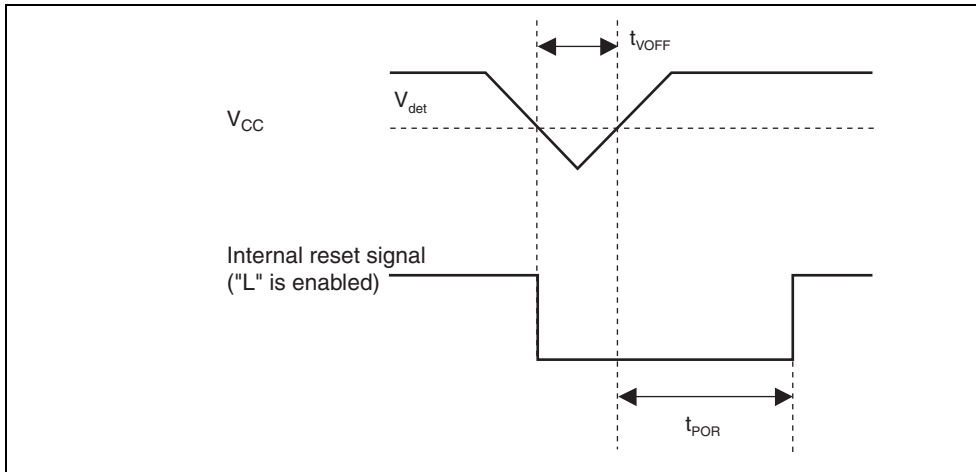 tVOFF
Vdet
VCC
Internal reset signal
("L" is enabled)
tPOR